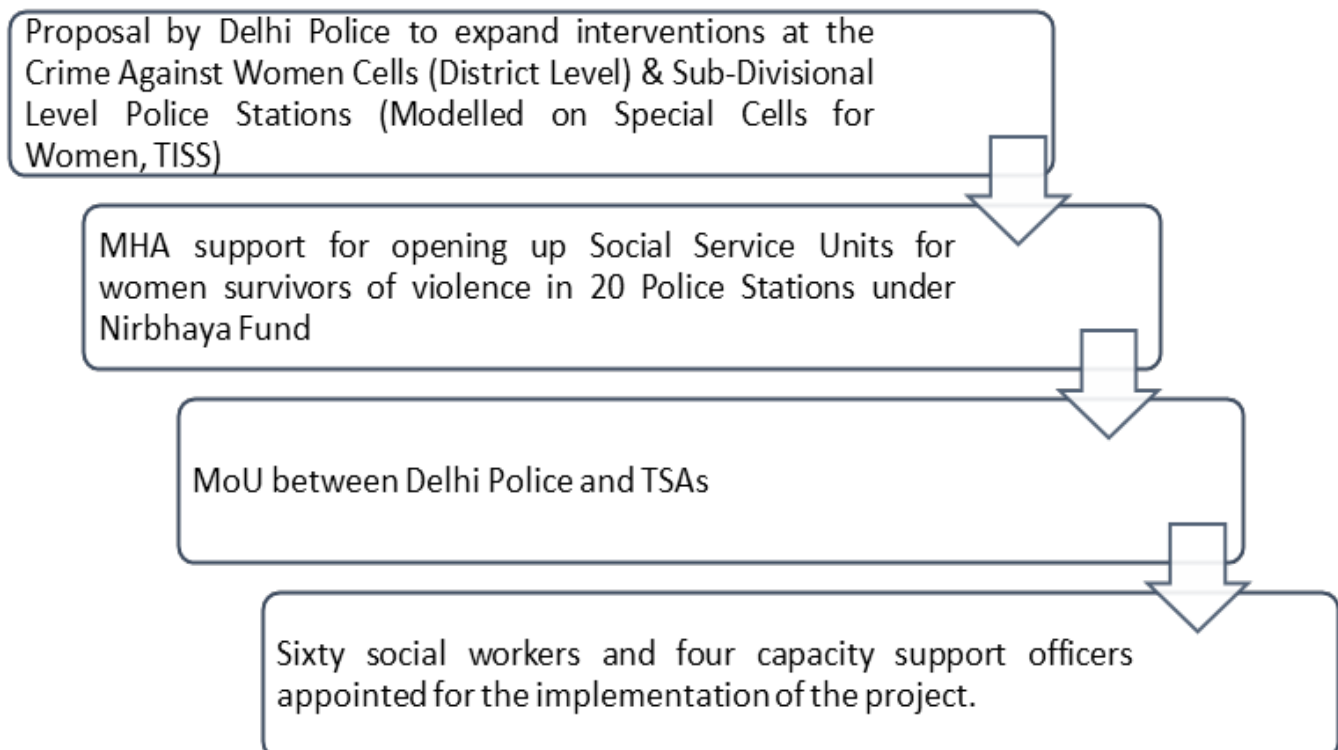 Proposal by Delhi Police to expand interventions at the
Crime Against Women Cells (District Level) & Sub-Divisional
Level Police Stations (Modelled on Special Cells for
Women, TISS)
MHA support for opening up Social Service Units for
women survivors of violence in 20 Police Stations under
Nirbhaya Fund
MoU between Delhi Police and TSAs
Sixty social workers and four capacity support officers
appointed for the implementation of the project.